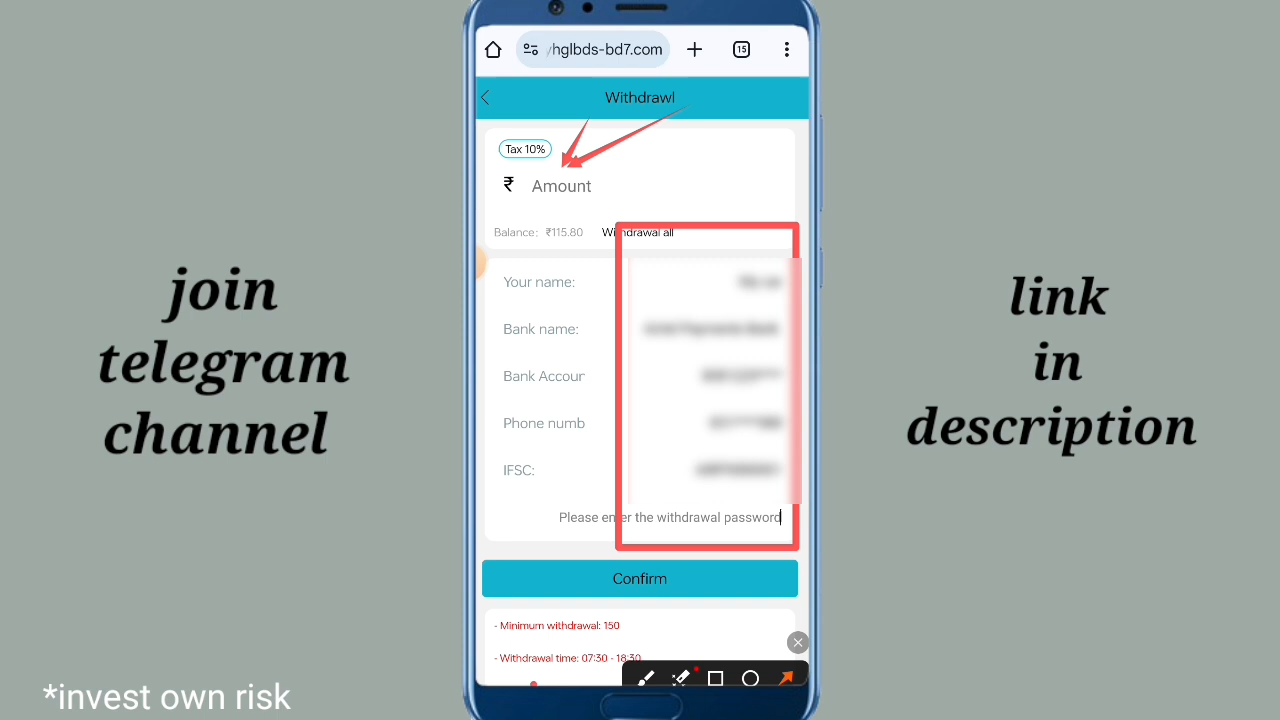 /hglbds-bd7.com
15
Withdrawl
Tax 10%
₹ Amount
Balance: ₹115.80 Withdrawal all
Your name:
Bank name:
Bank Accour
Phone numb
IFSC:
Please enter the withdrawal password
Confirm
- Minimum withdrawal: 150
- Withdrawal time: 07:30 - 18:30
join
telegram
channel
link
in
description
*invest own risk